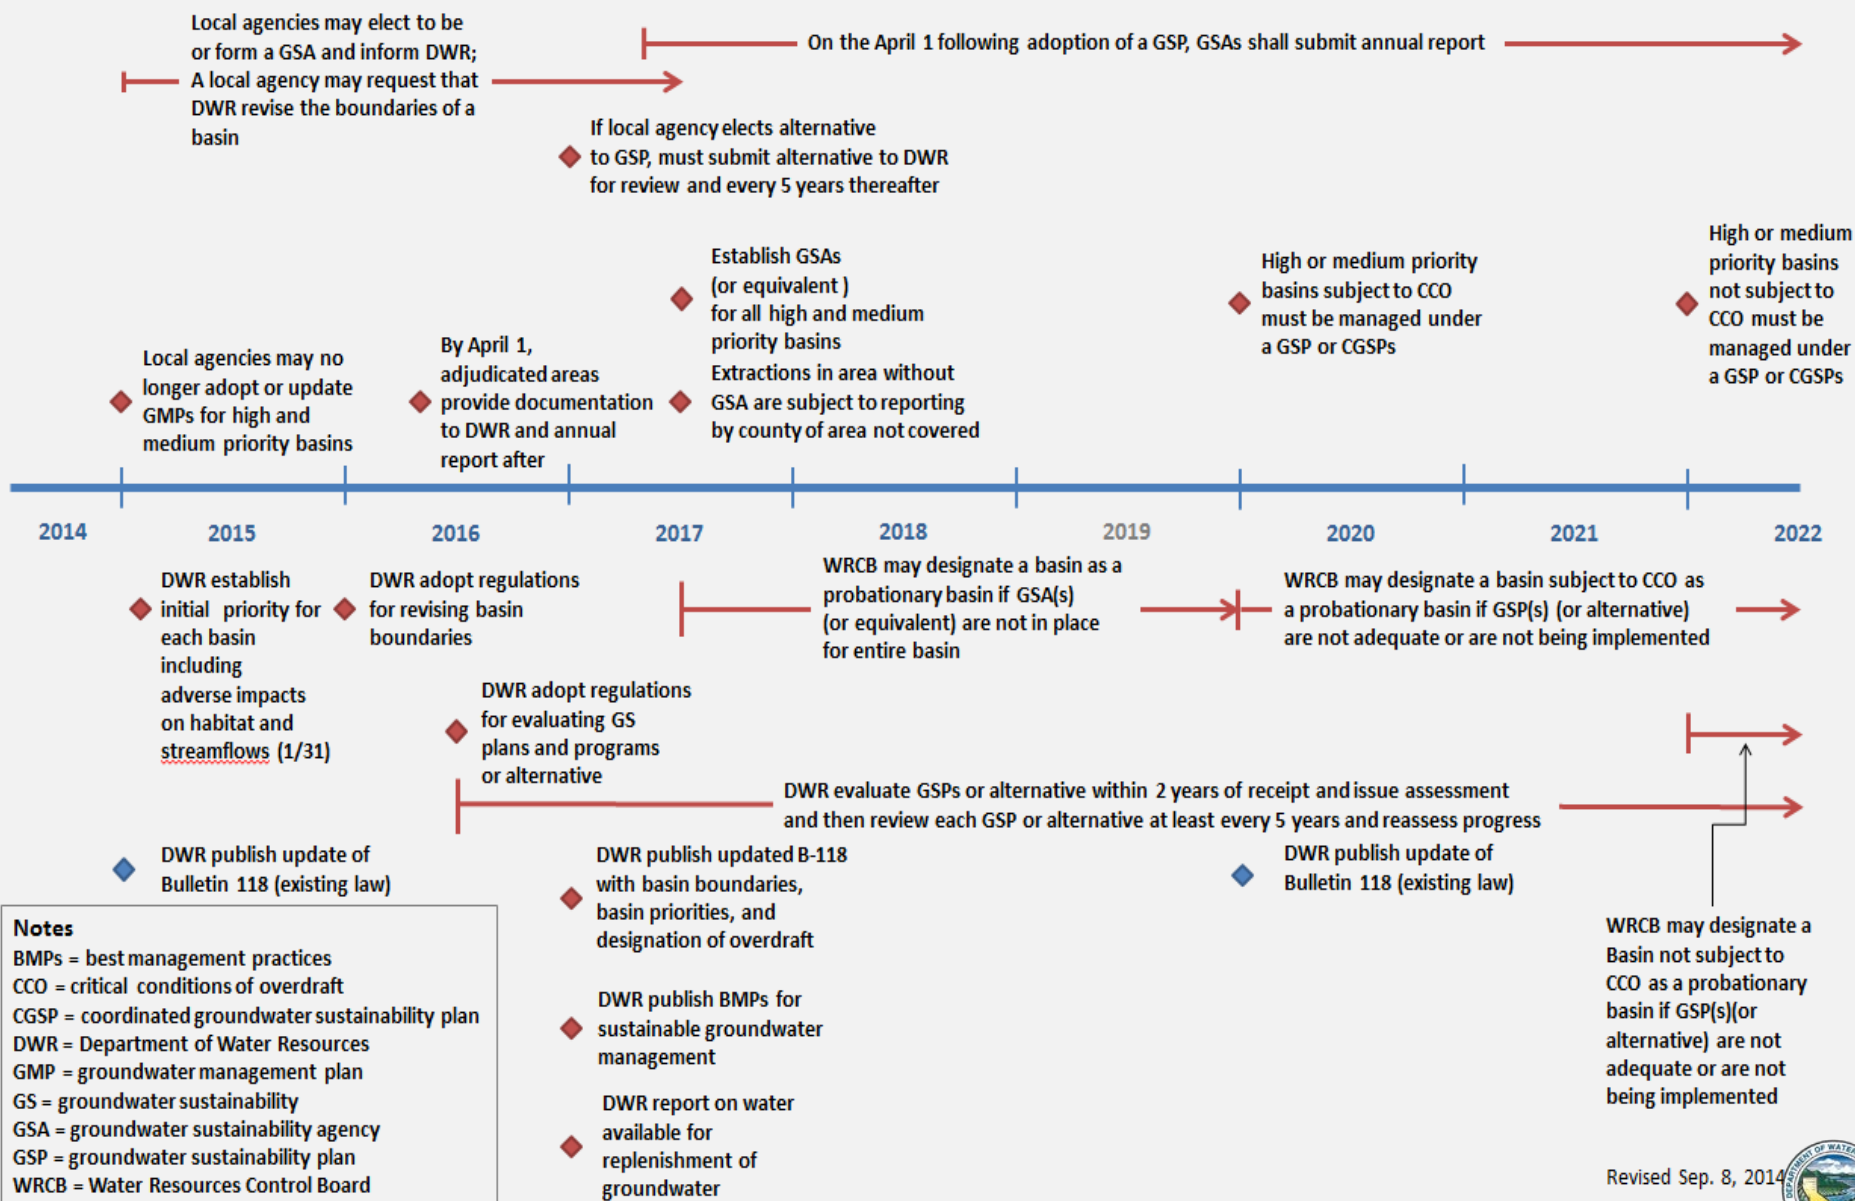 Local agencies may elect to be
or form a GSA and inform DWR;
A local agency may request that
DWR revise the boundaries of a
basin
On the April 1 following adoption of a GSP, GSAs shall submit annual report
If local agency elects alternative
to GSP, must submit alternative to DWR
for review and every 5 years thereafter
Local agencies may no
longer adopt or update
GMPs for high and
medium priority basins
By April 1,
adjudicated areas
provide documentation
to DWR and annual
report after
Establish GSAs
(or equivalent )
for all high and medium
priority basins
Extractions in area without
GSA are subject to reporting
by county of area not covered
High or medium priority
basins subject to CCO
must be managed under
a GSP or CGSPs
High or medium
priority basins
not subject to
CCO must be
managed under
a GSP or CGSPs
2014 2015 2016 2017 2018 2019 2020 2021 2022
DWR establish
initial priority for
each basin
including
adverse impacts
on habitat and
streamflows (1/31)
DWR adopt regulations
for revising basin
boundaries
WRCB may designate a basin as a
probationary basin if GSA(s)
(or equivalent) are not in place
for entire basin
WRCB may designate a basin subject to CCO as
a probationary basin if GSP(s) (or alternative)
are not adequate or are not being implemented
DWR adopt regulations
for evaluating GS
plans and programs
or alternative
DWR evaluate GSPs or alternative within 2 years of receipt and issue assessment
and then review each GSP or alternative at least every 5 years and reassess progress
DWR publish update of
Bulletin 118 (existing law)
DWR publish updated B-118
with basin boundaries,
basin priorities, and
designation of overdraft
DWR publish update of
Bulletin 118 (existing law)
DWR publish BMPs for
sustainable groundwater
management
DWR report on water
available for
replenishment of
groundwater
WRCB may designate a
Basin not subject to
CCO as a probationary
basin if GSP(s)(or
alternative) are not
adequate or are not
being implemented
Notes
BMPs = best management practices
CCO = critical conditions of overdraft
CGSP = coordinated groundwater sustainability plan
DWR = Department of Water Resources
GMP = groundwater management plan
GS = groundwater sustainability
GSA = groundwater sustainability agency
GSP = groundwater sustainability plan
WRCB = Water Resources Control Board
Revised Sep. 8, 2014
DEPARTMENT OF WATER